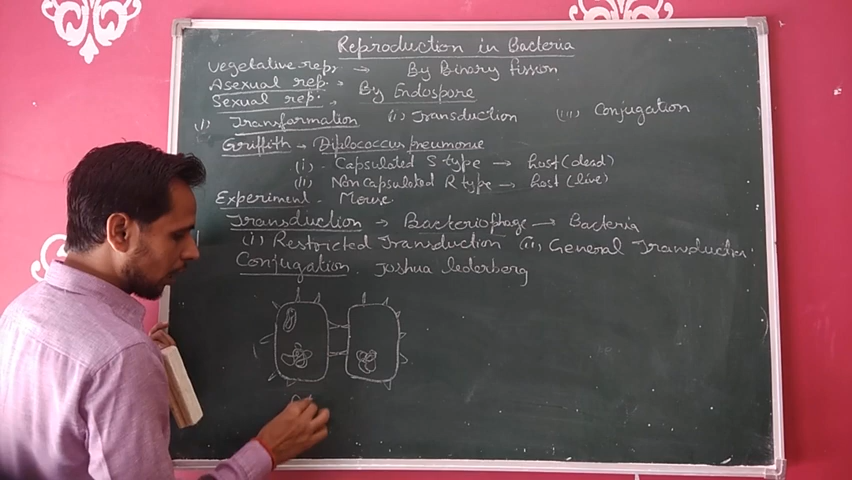 Reproduction in Bacteria
Vegetative rep, → By Binary fission
Asexual rep. → By Endospore
Sexual rep. →
(i) Transformation (ii) Transduction (iii) Conjugation
Griffith → Diplococcus pneumonae
(i) - Capsulated S type → host (dead)
(ii) Non capsulated R type → host (live)
Experiment - Mouse
Transduction → Bacteriophage → Bacteria
(i) Restricted Transduction (ii) General Transduction
Conjugation. Joshua lederberg